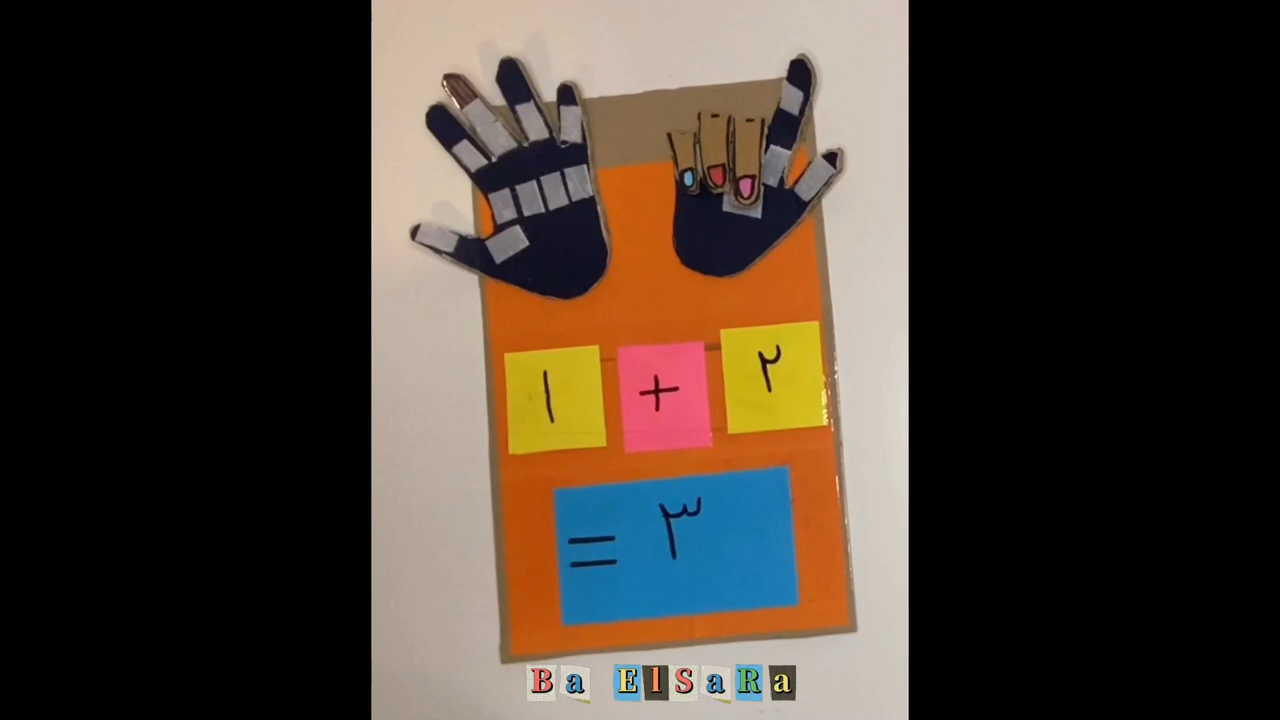 ١ + ٢
= ٣
Ba ElSaRa